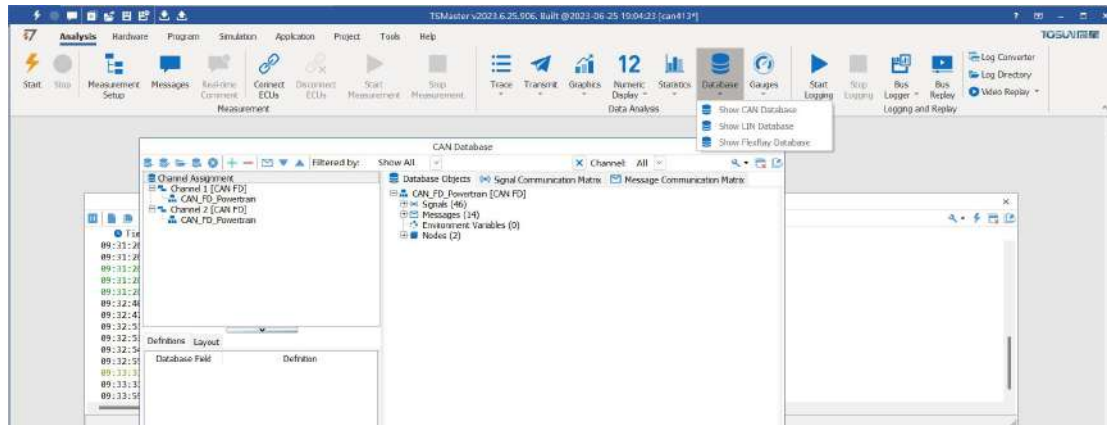 TSMaster v2023.6.25.906. Built @2023-06-25 19:04:23 [can413*]
Analysis Hardware Program Simulation Application Project Tools Help
TOSUN
Start Stop Measurement Setup Messages Real-time Comment Connect ECUs Disconnect ECUs Start Measurement Stop Measurement Trace Transmit Graphics 12 Numeric Display Statistics Database Gauges Start Logging Stop Logging Bus Logger Bus Replay
Log Converter
Log Directory
Video Replay
Measurement Data Analysis Logging and Replay
Show CAN Database
Show LIN Database
Show FlexRay Database
CAN Database
Filtered by: Show All X Channel: All
Channel Assignment
Channel 1 [CAN FD]
CAN_FD_Powertrain
Channel 2 [CAN FD]
CAN_FD_Powertrain
Database Objects Signal Communication Matrix Message Communication Matrix
CAN_FD_Powertrain [CAN FD]
Signals (46)
Messages (14)
Environment Variables (0)
Nodes (2)
Definitions Layout
Database Field Definition
09:31:2
09:31:2
09:31:2
09:31:2
09:31:2
09:32:4
09:32:4
09:32:5
09:32:5
09:32:5
09:32:5
09:33:3
09:33:3
09:33:5